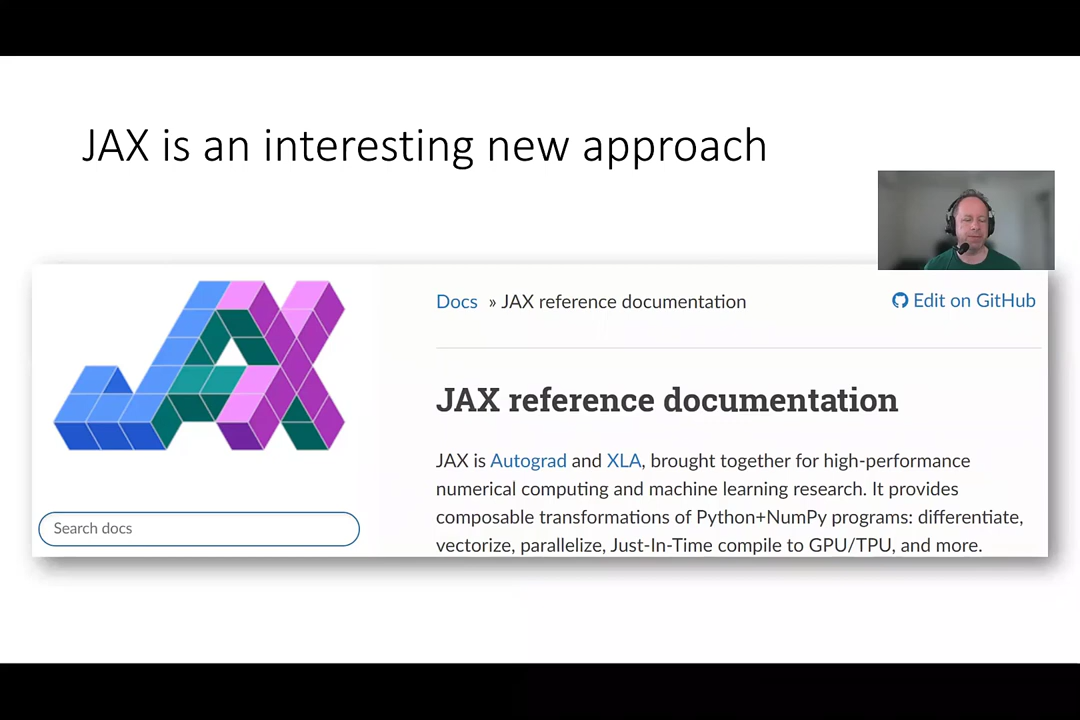 JAX is an interesting new approach
JAX
Docs » JAX reference documentation
Edit on GitHub
JAX reference documentation
JAX is Autograd and XLA, brought together for high-performance
numerical computing and machine learning research. It provides
composable transformations of Python+NumPy programs: differentiate,
vectorize, parallelize, Just-In-Time compile to GPU/TPU, and more.
Search docs